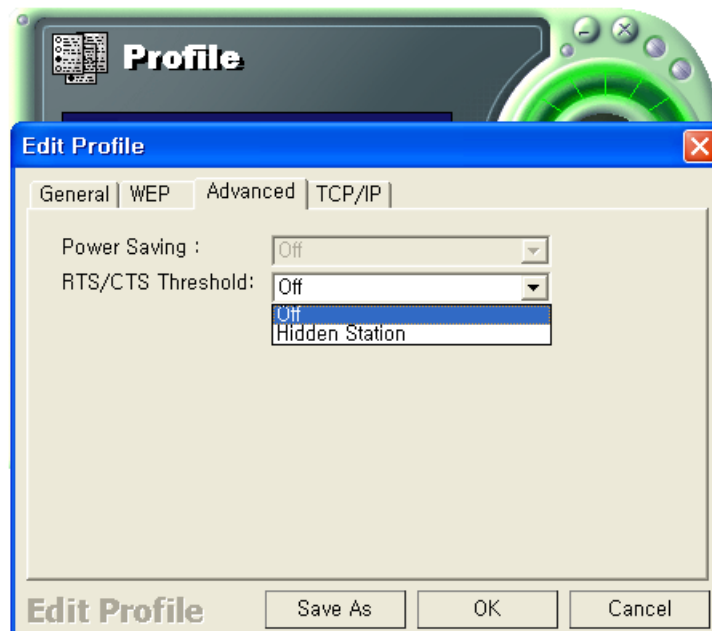 Profile
Edit Profile
General WEP Advanced TCP/IP
Power Saving : Off
RTS/CTS Threshold: Off
Off
Hidden Station
Edit Profile Save As OK Cancel